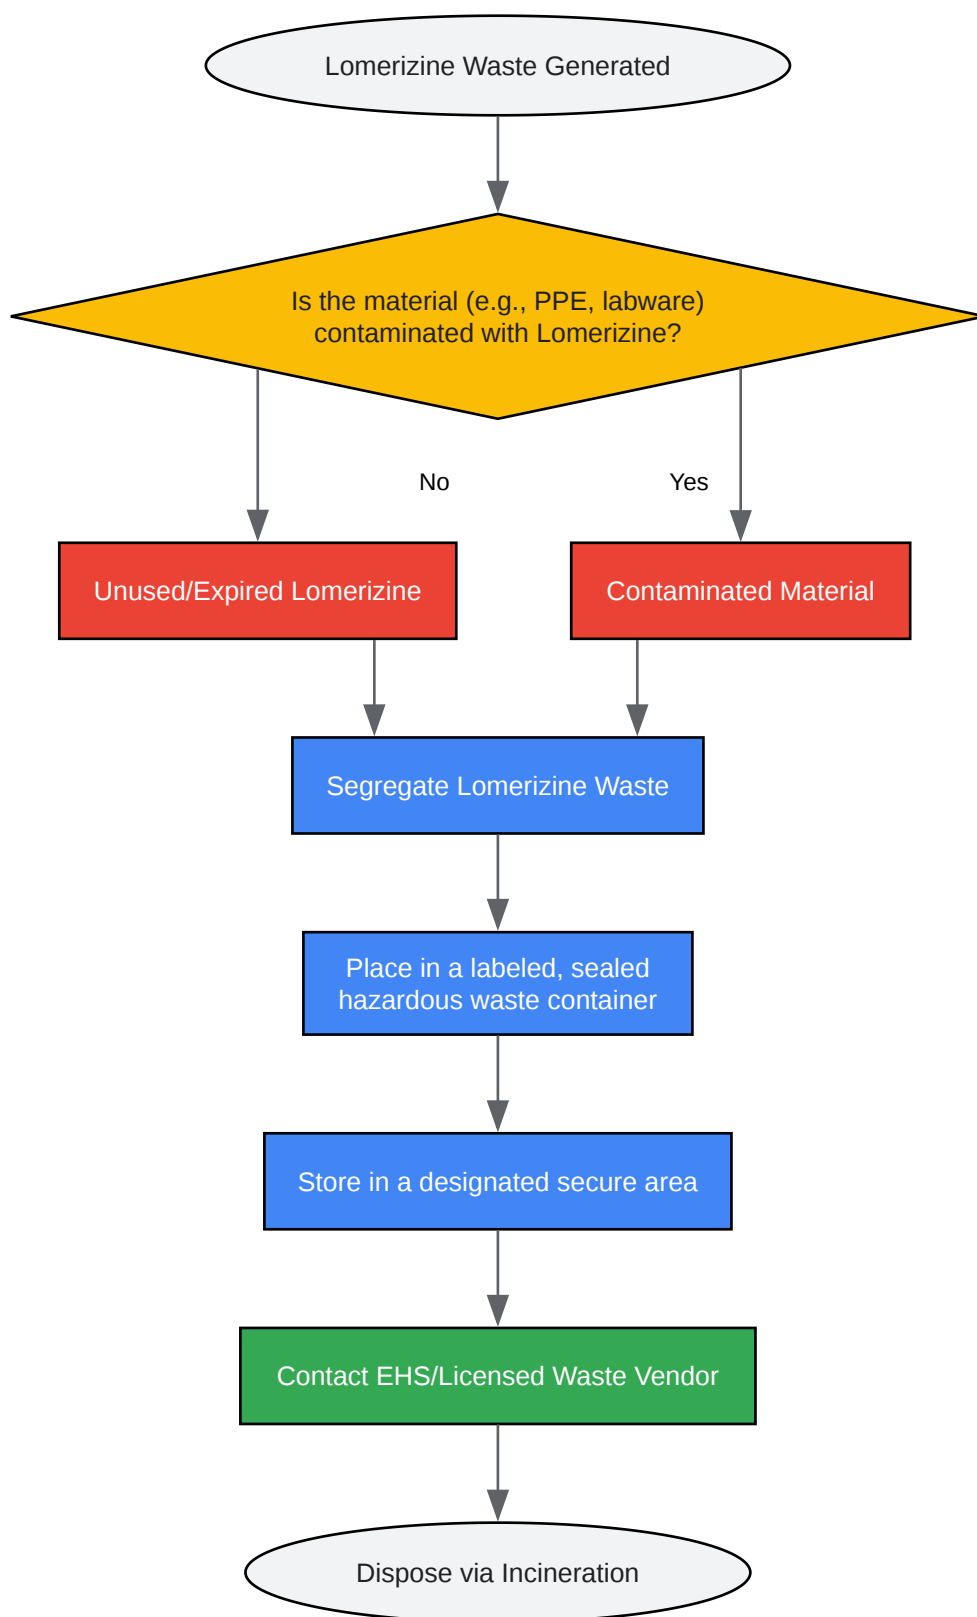 Lomerizine Waste Generated
Is the material (e.g., PPE, labware)
contaminated with Lomerizine?
No
Yes
Unused/Expired Lomerizine
Contaminated Material
Segregate Lomerizine Waste
Place in a labeled, sealed
hazardous waste container
Store in a designated secure area
Contact EHS/Licensed Waste Vendor
Dispose via Incineration